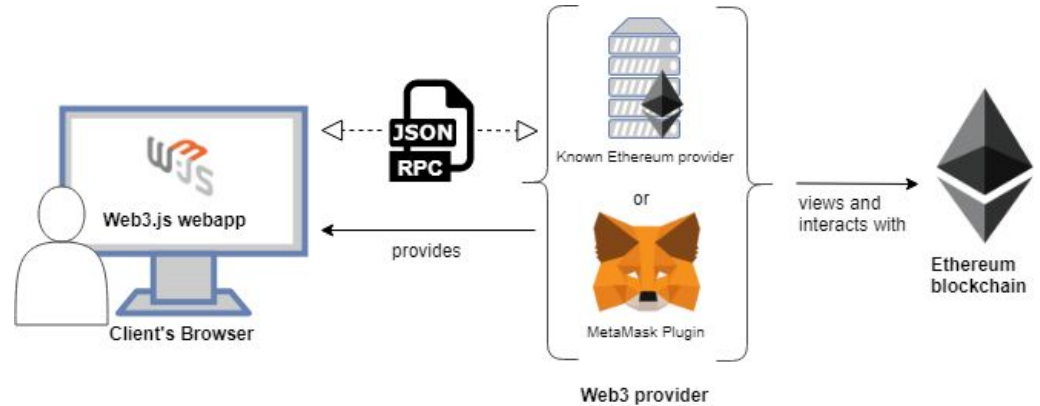 W3JS
Web3.js webapp
Client's Browser
JSON
RPC
provides
Known Ethereum provider
or
MetaMask Plugin
Web3 provider
views and
interacts with
Ethereum
blockchain